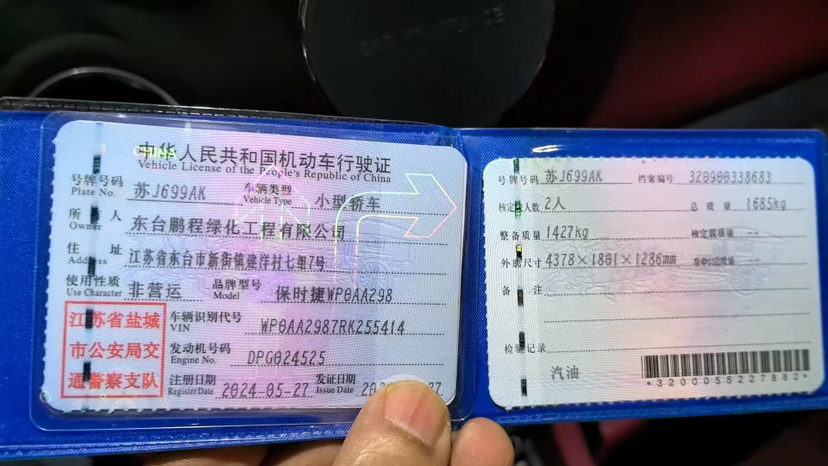 中华人民共和国机动车行驶证
Vehicle License of the People's Republic of China
号牌号码 苏J699AK 车辆类型 小型轿车
Plate No. Vehicle Type
所有人 东台鹏程绿化工程有限公司
Owner
住址 江苏省东台市新街镇建洋村七组7号
Address
使用性质 非营运 品牌型号 保时捷WP0AA298
Use Character Model
江苏省盐城
市公安局交
通警察支队
车辆识别代号 WP0AA2987RK255414
VIN
发动机号码 DPG024525
Engine No.
注册日期 2024-05-27 发证日期
Register Date Issue Date
号牌号码 苏J699AK 档案编号 320900338683
核定载人数 2人 总质量 1685kg
整备质量 1427kg 核定载质量 --
外廓尺寸 4378×1801×1286mm --
备注
检验记录
汽油
*3200055227882*